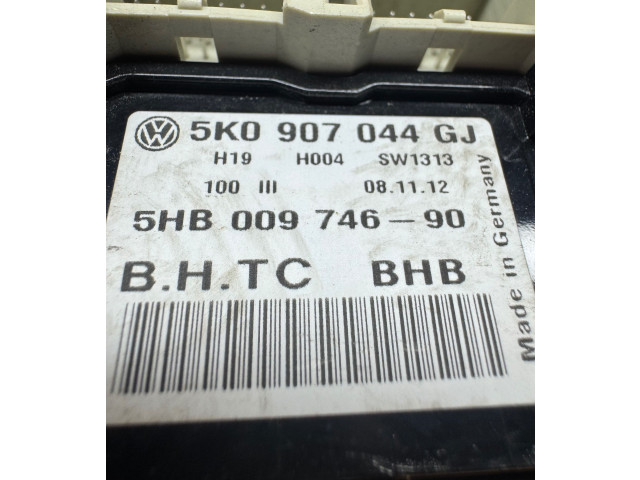 5K0 907 044 GJ
H19 H004 SW1313
100 III 08.11.12
5HB 009 746-90
B.H.TC BHB
Made in Germany